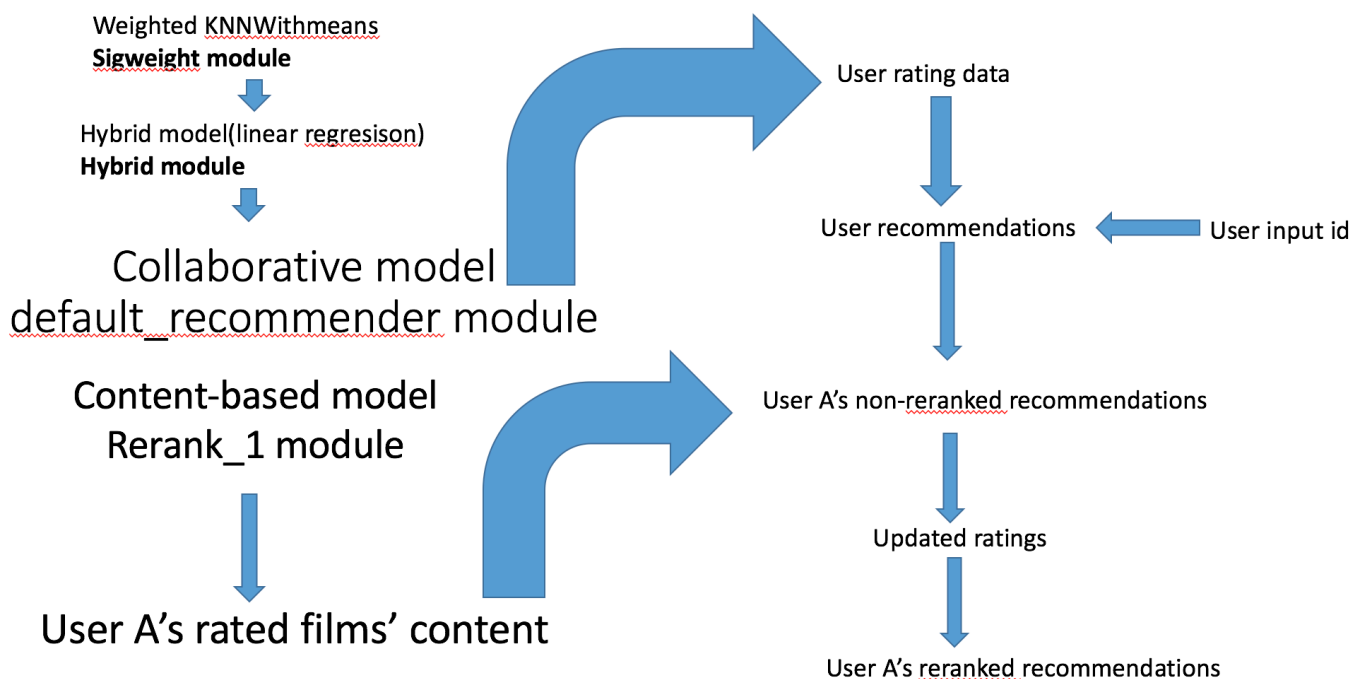 Weighted KNNWithmeans
Sigweight module
Hybrid model(linear regresison)
Hybrid module
Collaborative model
default_recommender module
Content-based model
Rerank_1 module
User A’s rated films’ content
User rating data
User recommendations
User input id
User A’s non-reranked recommendations
Updated ratings
User A’s reranked recommendations